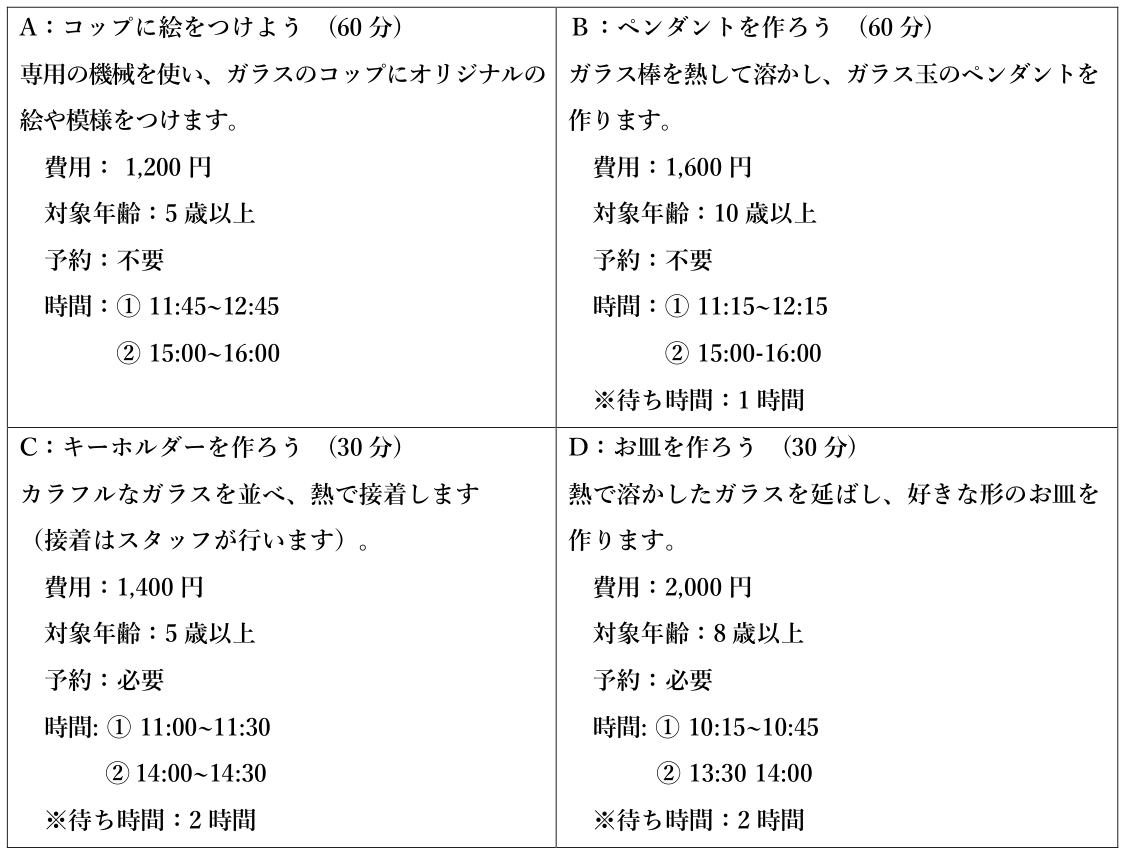 A：コップに絵をつけよう （60 分）
専用の機械を使い、ガラスのコップにオリジナルの
絵や模様をつけます。
費用： 1,200 円
対象年齢：5 歳以上
予約：不要
時間：① 11:45~12:45
② 15:00~16:00
B：ペンダントを作ろう （60 分）
ガラス棒を熱して溶かし、ガラス玉のペンダントを
作ります。
費用：1,600 円
対象年齢：10 歳以上
予約：不要
時間：① 11:15~12:15
② 15:00-16:00
※待ち時間：1 時間
C：キーホルダーを作ろう （30 分）
カラフルなガラスを並べ、熱で接着します
（接着はスタッフが行います）。
費用：1,400 円
対象年齢：5 歳以上
予約：必要
時間: ① 11:00~11:30
② 14:00~14:30
※待ち時間：2 時間
D：お皿を作ろう （30 分）
熱で溶かしたガラスを延ばし、好きな形のお皿を
作ります。
費用：2,000 円
対象年齢：8 歳以上
予約：必要
時間: ① 10:15~10:45
② 13:30 14:00
※待ち時間：2 時間